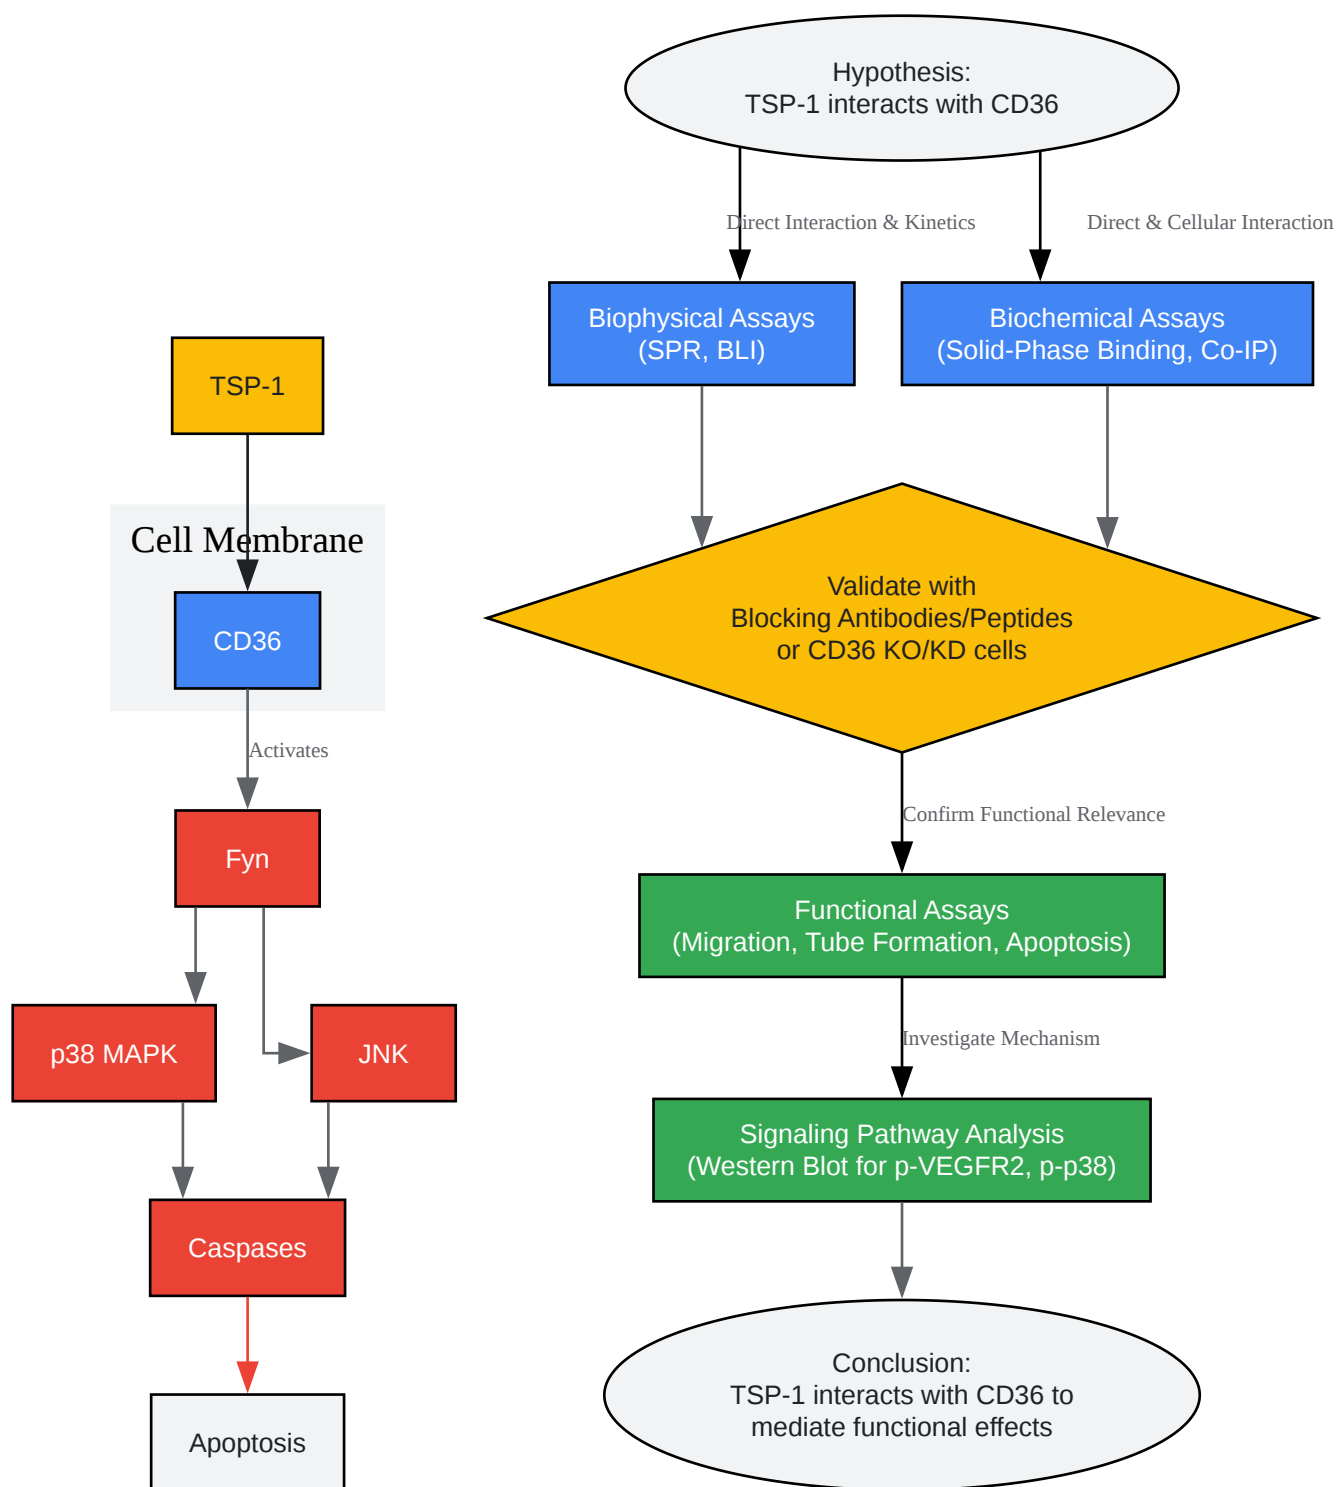 TSP-1
Cell Membrane
CD36
Activates
Fyn
p38 MAPK
JNK
Caspases
Apoptosis
Hypothesis:
TSP-1 interacts with CD36
Direct Interaction & Kinetics
Direct & Cellular Interaction
Biophysical Assays
(SPR, BLI)
Biochemical Assays
(Solid-Phase Binding, Co-IP)
Validate with
Blocking Antibodies/Peptides
or CD36 KO/KD cells
Confirm Functional Relevance
Functional Assays
(Migration, Tube Formation, Apoptosis)
Investigate Mechanism
Signaling Pathway Analysis
(Western Blot for p-VEGFR2, p-p38)
Conclusion:
TSP-1 interacts with CD36 to
mediate functional effects